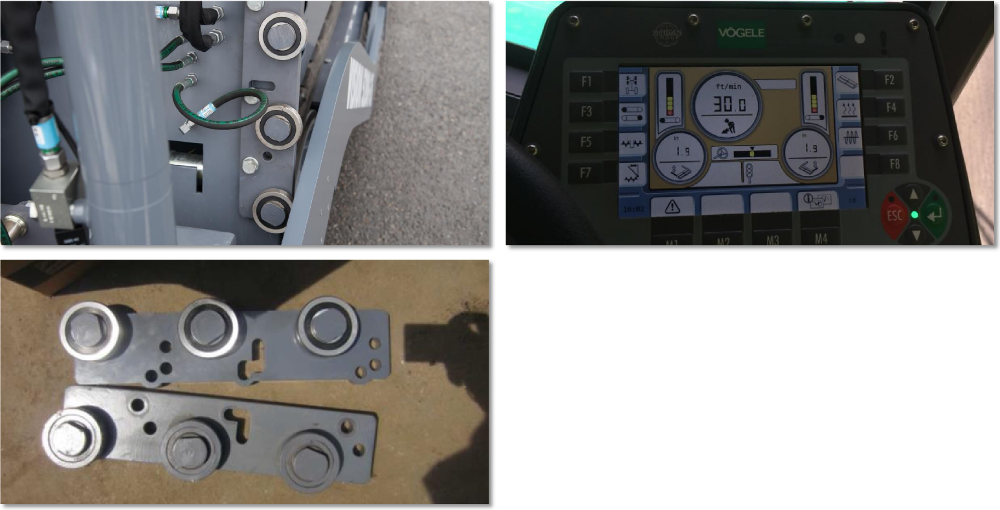 WIRTGEN
GROUP
VÖGELE
F1
F2
ft/min
30.0
F3
F4
F5
in
1.9
in
1.9
F6
F7
F8
16:02
ESC
M1
M2
M3
M4